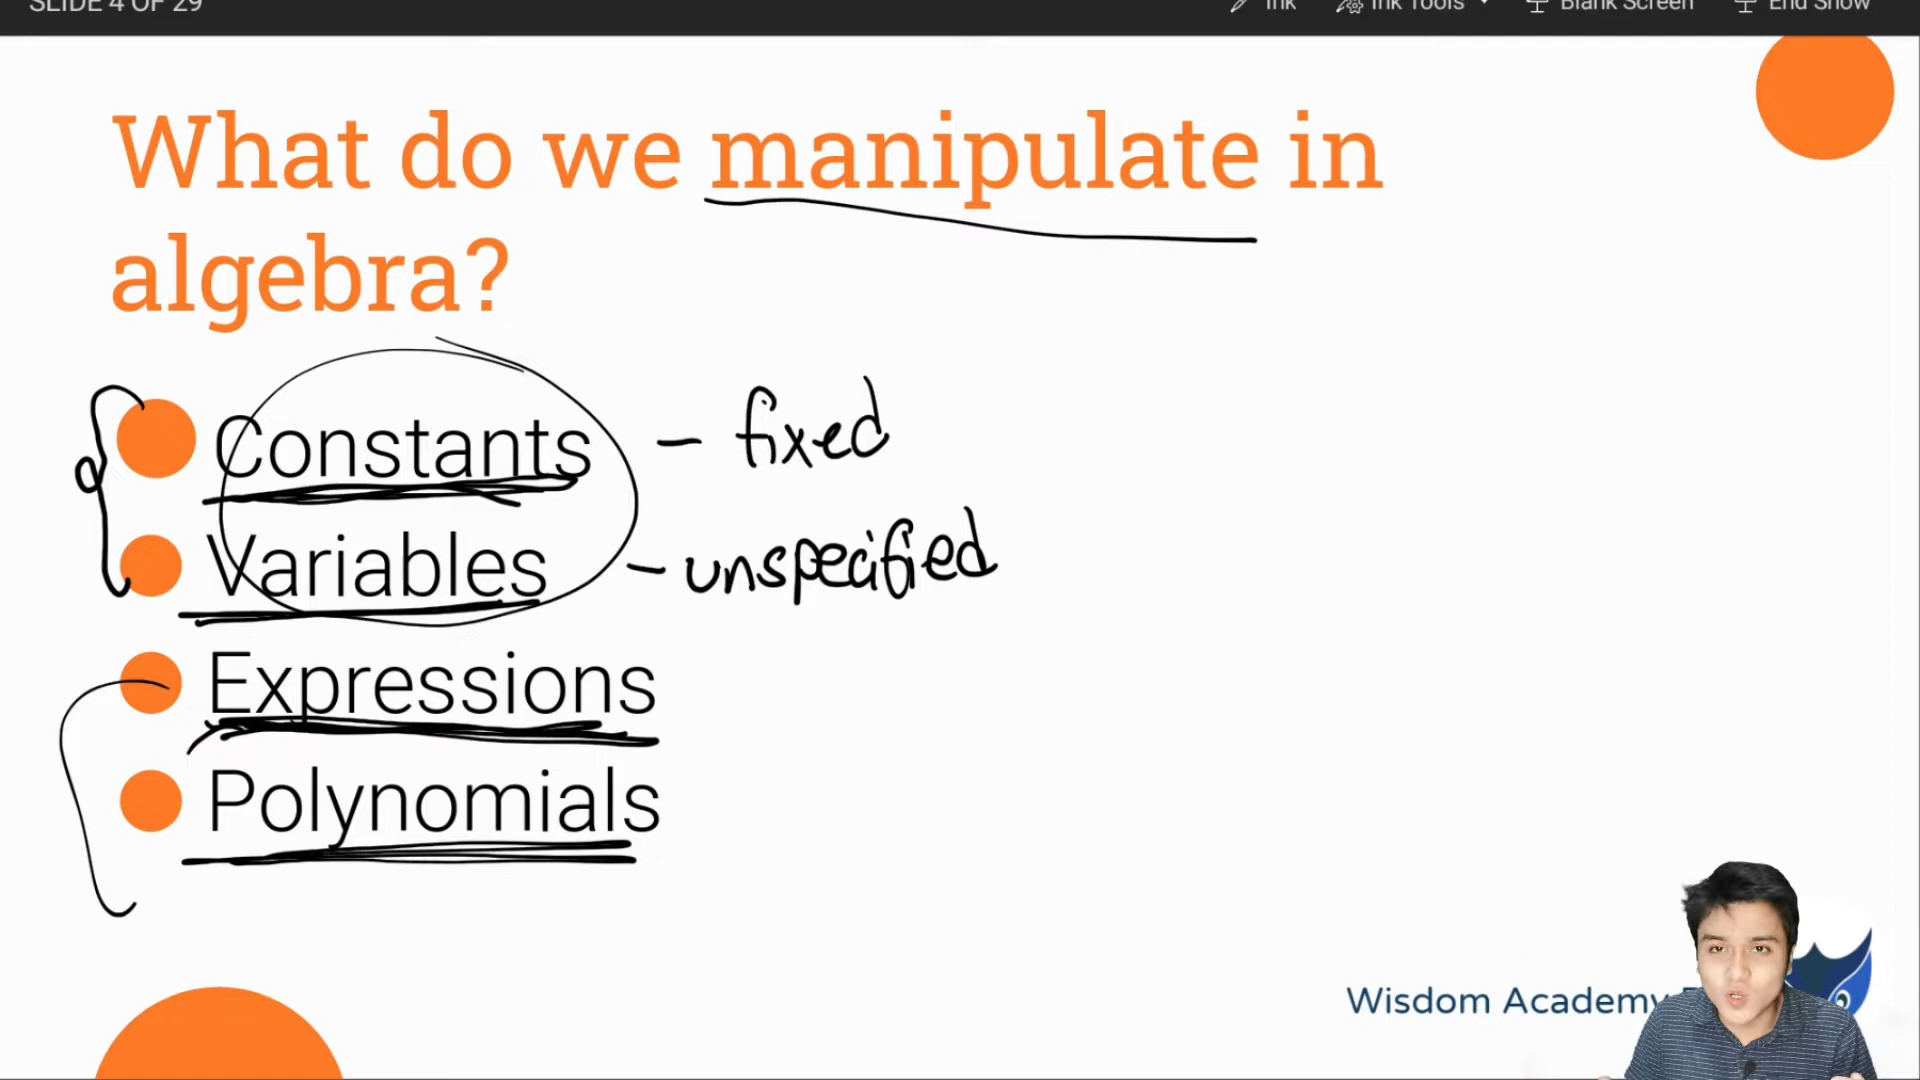 SLIDE 4 OF 29
Ink Ink Tools Blank Screen End Show
What do we manipulate in
algebra?
Constants - fixed
Variables - unspecified
Expressions
Polynomials
Wisdom Academy